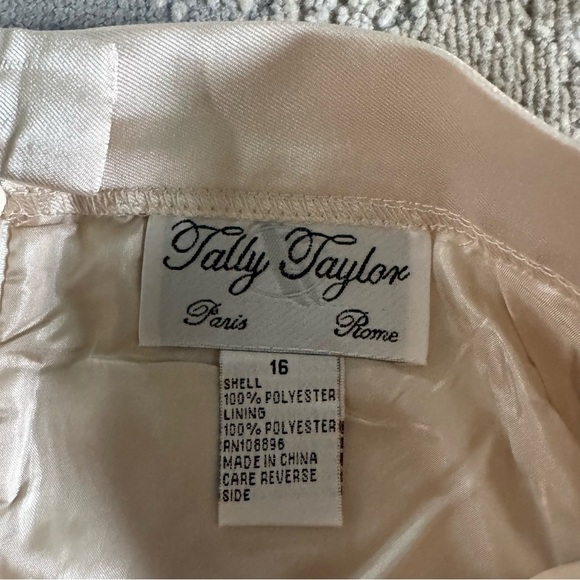 Tally Taylor
Paris Rome
16
SHELL
100% POLYESTER
LINING
100% POLYESTER
RN108896
MADE IN CHINA
CARE REVERSE
SIDE